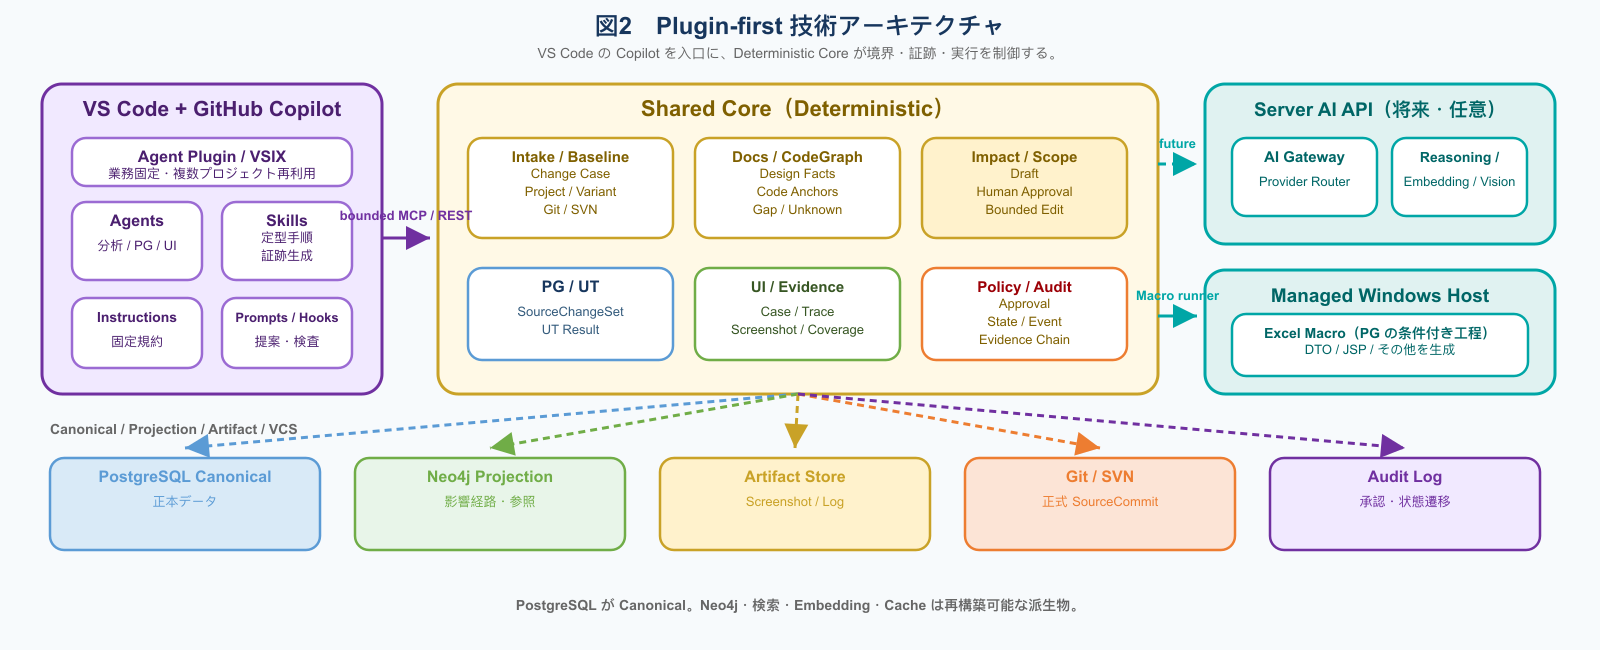 図2　Plugin-first 技術アーキテクチャ
VS Code の Copilot を入口に、Deterministic Core が境界・証跡・実行を制御する。
VS Code + GitHub Copilot
Agent Plugin / VSIX
業務固定・複数プロジェクト再利用
Agents
分析 / PG / UI
Skills
定型手順
証跡生成
Instructions
固定規約
Prompts / Hooks
提案・検査
bounded MCP / REST
Shared Core（Deterministic）
Intake / Baseline
Change Case
Project / Variant
Git / SVN
Docs / CodeGraph
Design Facts
Code Anchors
Gap / Unknown
Impact / Scope
Draft
Human Approval
Bounded Edit
PG / UT
SourceChangeSet
UT Result
UI / Evidence
Case / Trace
Screenshot / Coverage
Policy / Audit
Approval
State / Event
Evidence Chain
future
Macro runner
Server AI API（将来・任意）
AI Gateway
Provider Router
Reasoning /
Embedding / Vision
Managed Windows Host
Excel Macro（PG の条件付き工程）
DTO / JSP / その他を生成
Canonical / Projection / Artifact / VCS
PostgreSQL Canonical
正本データ
Neo4j Projection
影響経路・参照
Artifact Store
Screenshot / Log
Git / SVN
正式 SourceCommit
Audit Log
承認・状態遷移
PostgreSQL が Canonical。Neo4j・検索・Embedding・Cache は再構築可能な派生物。